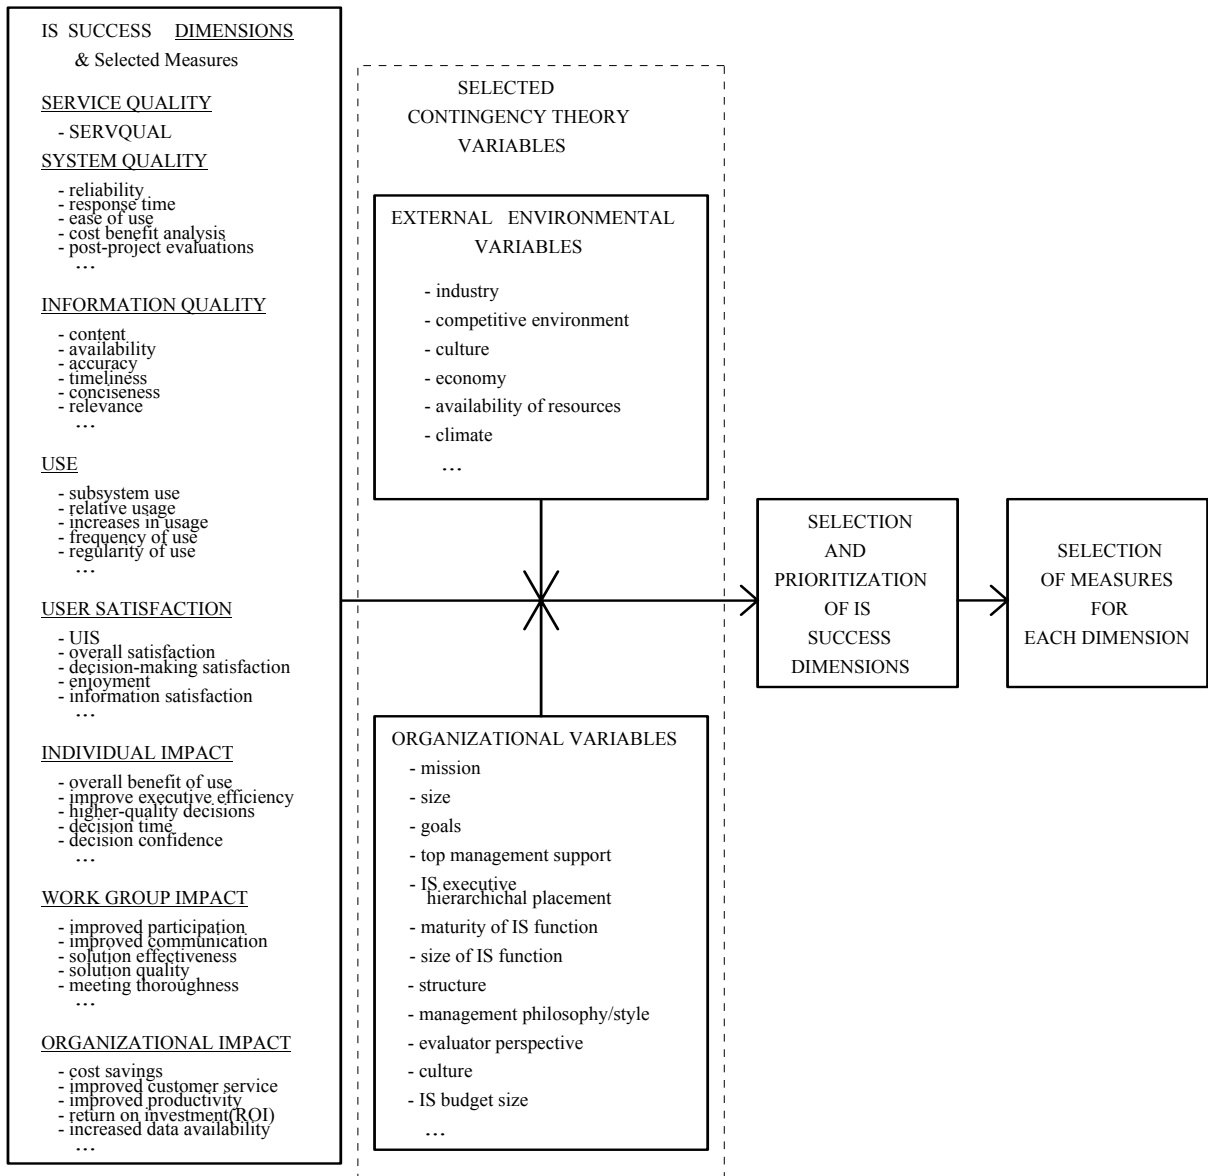 IS SUCCESS DIMENSIONS
& Selected Measures
SERVICE QUALITY
- SERVQUAL
SYSTEM QUALITY
- reliability
- response time
- ease of use
- cost benefit analysis
- post-project evaluations
...
INFORMATION QUALITY
- content
- availability
- accuracy
- timeliness
- conciseness
- relevance
...
USE
- subsystem use
- relative usage
- increases in usage
- frequency of use
- regularity of use
...
USER SATISFACTION
- UIS
- overall satisfaction
- decision-making satisfaction
- enjoyment
- information satisfaction
...
INDIVIDUAL IMPACT
- overall benefit of use
- improve executive efficiency
- higher-quality decisions
- decision time
- decision confidence
...
WORK GROUP IMPACT
- improved participation
- improved communication
- solution effectiveness
- solution quality
- meeting thoroughness
...
ORGANIZATIONAL IMPACT
- cost savings
- improved customer service
- improved productivity
- return on investment(ROI)
- increased data availability
...
SELECTED
CONTINGENCY THEORY
VARIABLES
EXTERNAL ENVIRONMENTAL
VARIABLES
- industry
- competitive environment
- culture
- economy
- availability of resources
- climate
...
ORGANIZATIONAL VARIABLES
- mission
- size
- goals
- top management support
- IS executive
hierarchichal placement
- maturity of IS function
- size of IS function
- structure
- management philosophy/style
- evaluator perspective
- culture
- IS budget size
...
SELECTION
AND
PRIORITIZATION
OF IS
SUCCESS
DIMENSIONS
SELECTION
OF MEASURES
FOR
EACH DIMENSION